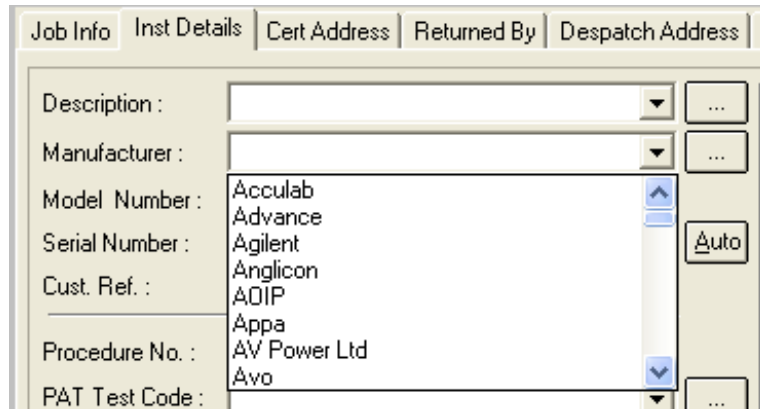 Job Info Inst Details Cert Address Returned By Despatch Address
Description : ...
Manufacturer : ...
Acculab
Model Number :
Advance
Serial Number : Agilent Auto
Anglicon
Cust. Ref. :
AOIP
Appa
Procedure No. : AV Power Ltd
Avo
PAT Test Code : ...